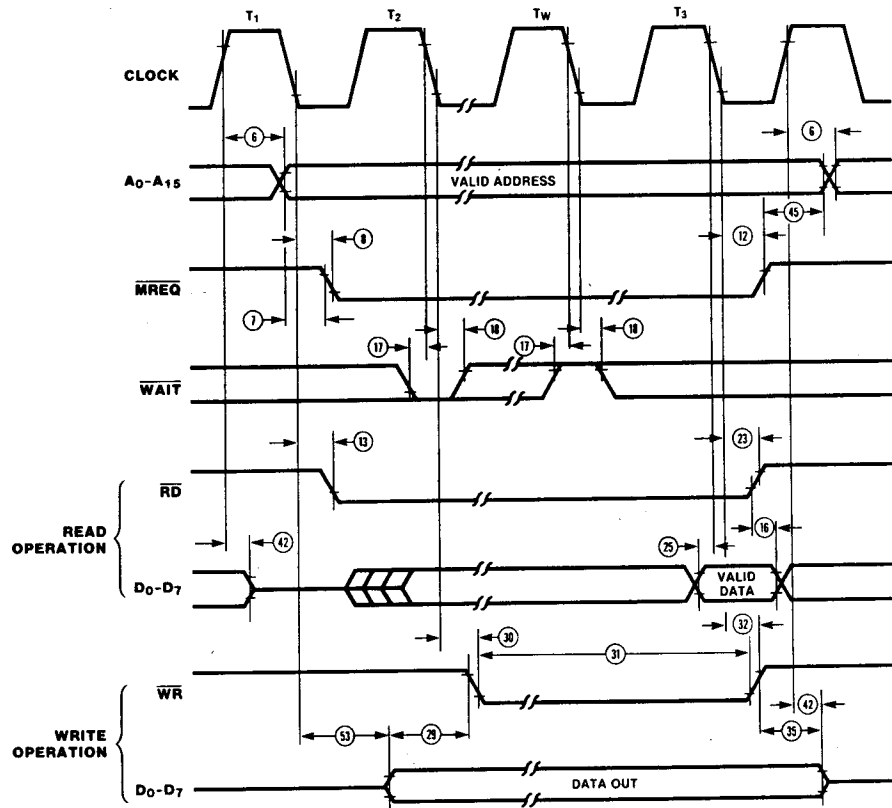 T1 T2 TW T3
CLOCK
6 6
A0-A15 VALID ADDRESS
45
8 12
MREQ
7
18 18
17 17
WAIT
13 23
RD
READ OPERATION
16
42 25
D0-D7 VALID DATA
32
30
31
WR
42
WRITE OPERATION
53 29 35
D0-D7 DATA OUT